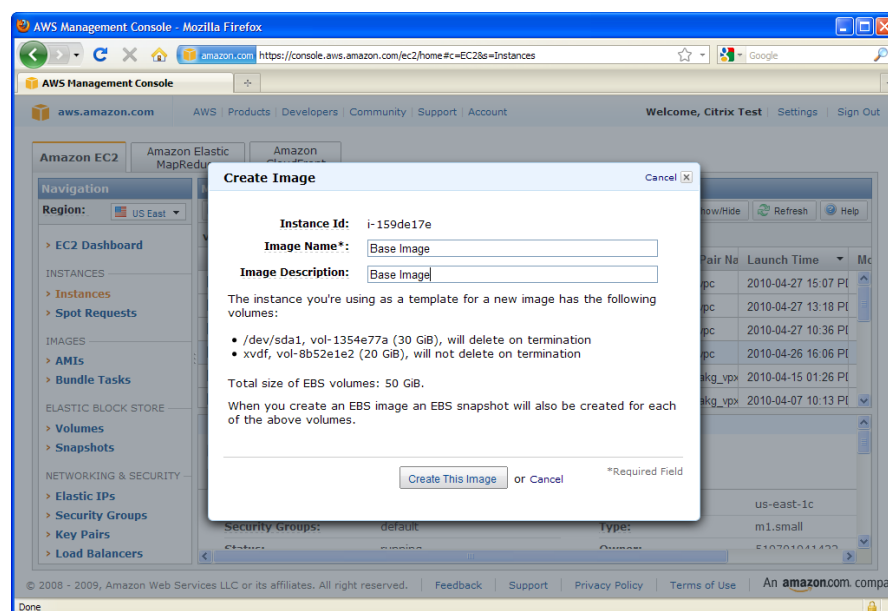 AWS Management Console - Mozilla Firefox
amazon.com https://console.aws.amazon.com/ec2/home#c=EC2&s=Instances
Google
AWS Management Console
aws.amazon.com AWS | Products | Developers | Community | Support | Account Welcome, Citrix Test | Settings | Sign Out
Amazon EC2
Amazon Elastic
Amazon
Navigation
Region: US East
EC2 Dashboard
INSTANCES
Instances
Spot Requests
IMAGES
AMIs
Bundle Tasks
ELASTIC BLOCK STORE
Volumes
Snapshots
NETWORKING & SECURITY
Elastic IPs
Security Groups
Key Pairs
Load Balancers
Create Image Cancel
Instance Id: i-159de17e
Image Name*: Base Image
Image Description: Base Image
The instance you're using as a template for a new image has the following
volumes:
• /dev/sda1, vol-1354e77a (30 GiB), will delete on termination
• xvdf, vol-8b52e1e2 (20 GiB), will not delete on termination
Total size of EBS volumes: 50 GiB.
When you create an EBS image an EBS snapshot will also be created for each
of the above volumes.
Create This Image or Cancel *Required Field
Refresh Help
Launch Time
2010-04-27 15:07
2010-04-27 13:18
2010-04-27 10:36
2010-04-26 16:06
2010-04-15 01:26
2010-04-07 10:13
us-east-1c
Security Groups: default Type: m1.small
© 2008 - 2009, Amazon Web Services LLC or its affiliates. All right reserved. | Feedback | Support | Privacy Policy | Terms of Use | An amazon.com.
Done